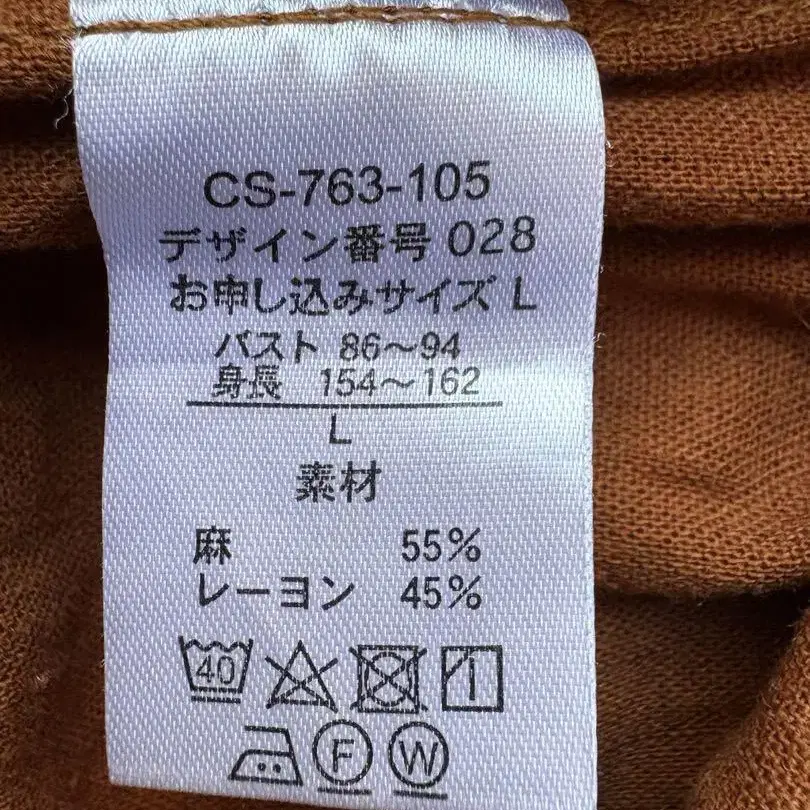 CS-763-105
デザイン番号 028
お申し込みサイズ L
バスト 86〜94
身長 154〜162
L
素材
麻 55%
レーヨン 45%
40
F W